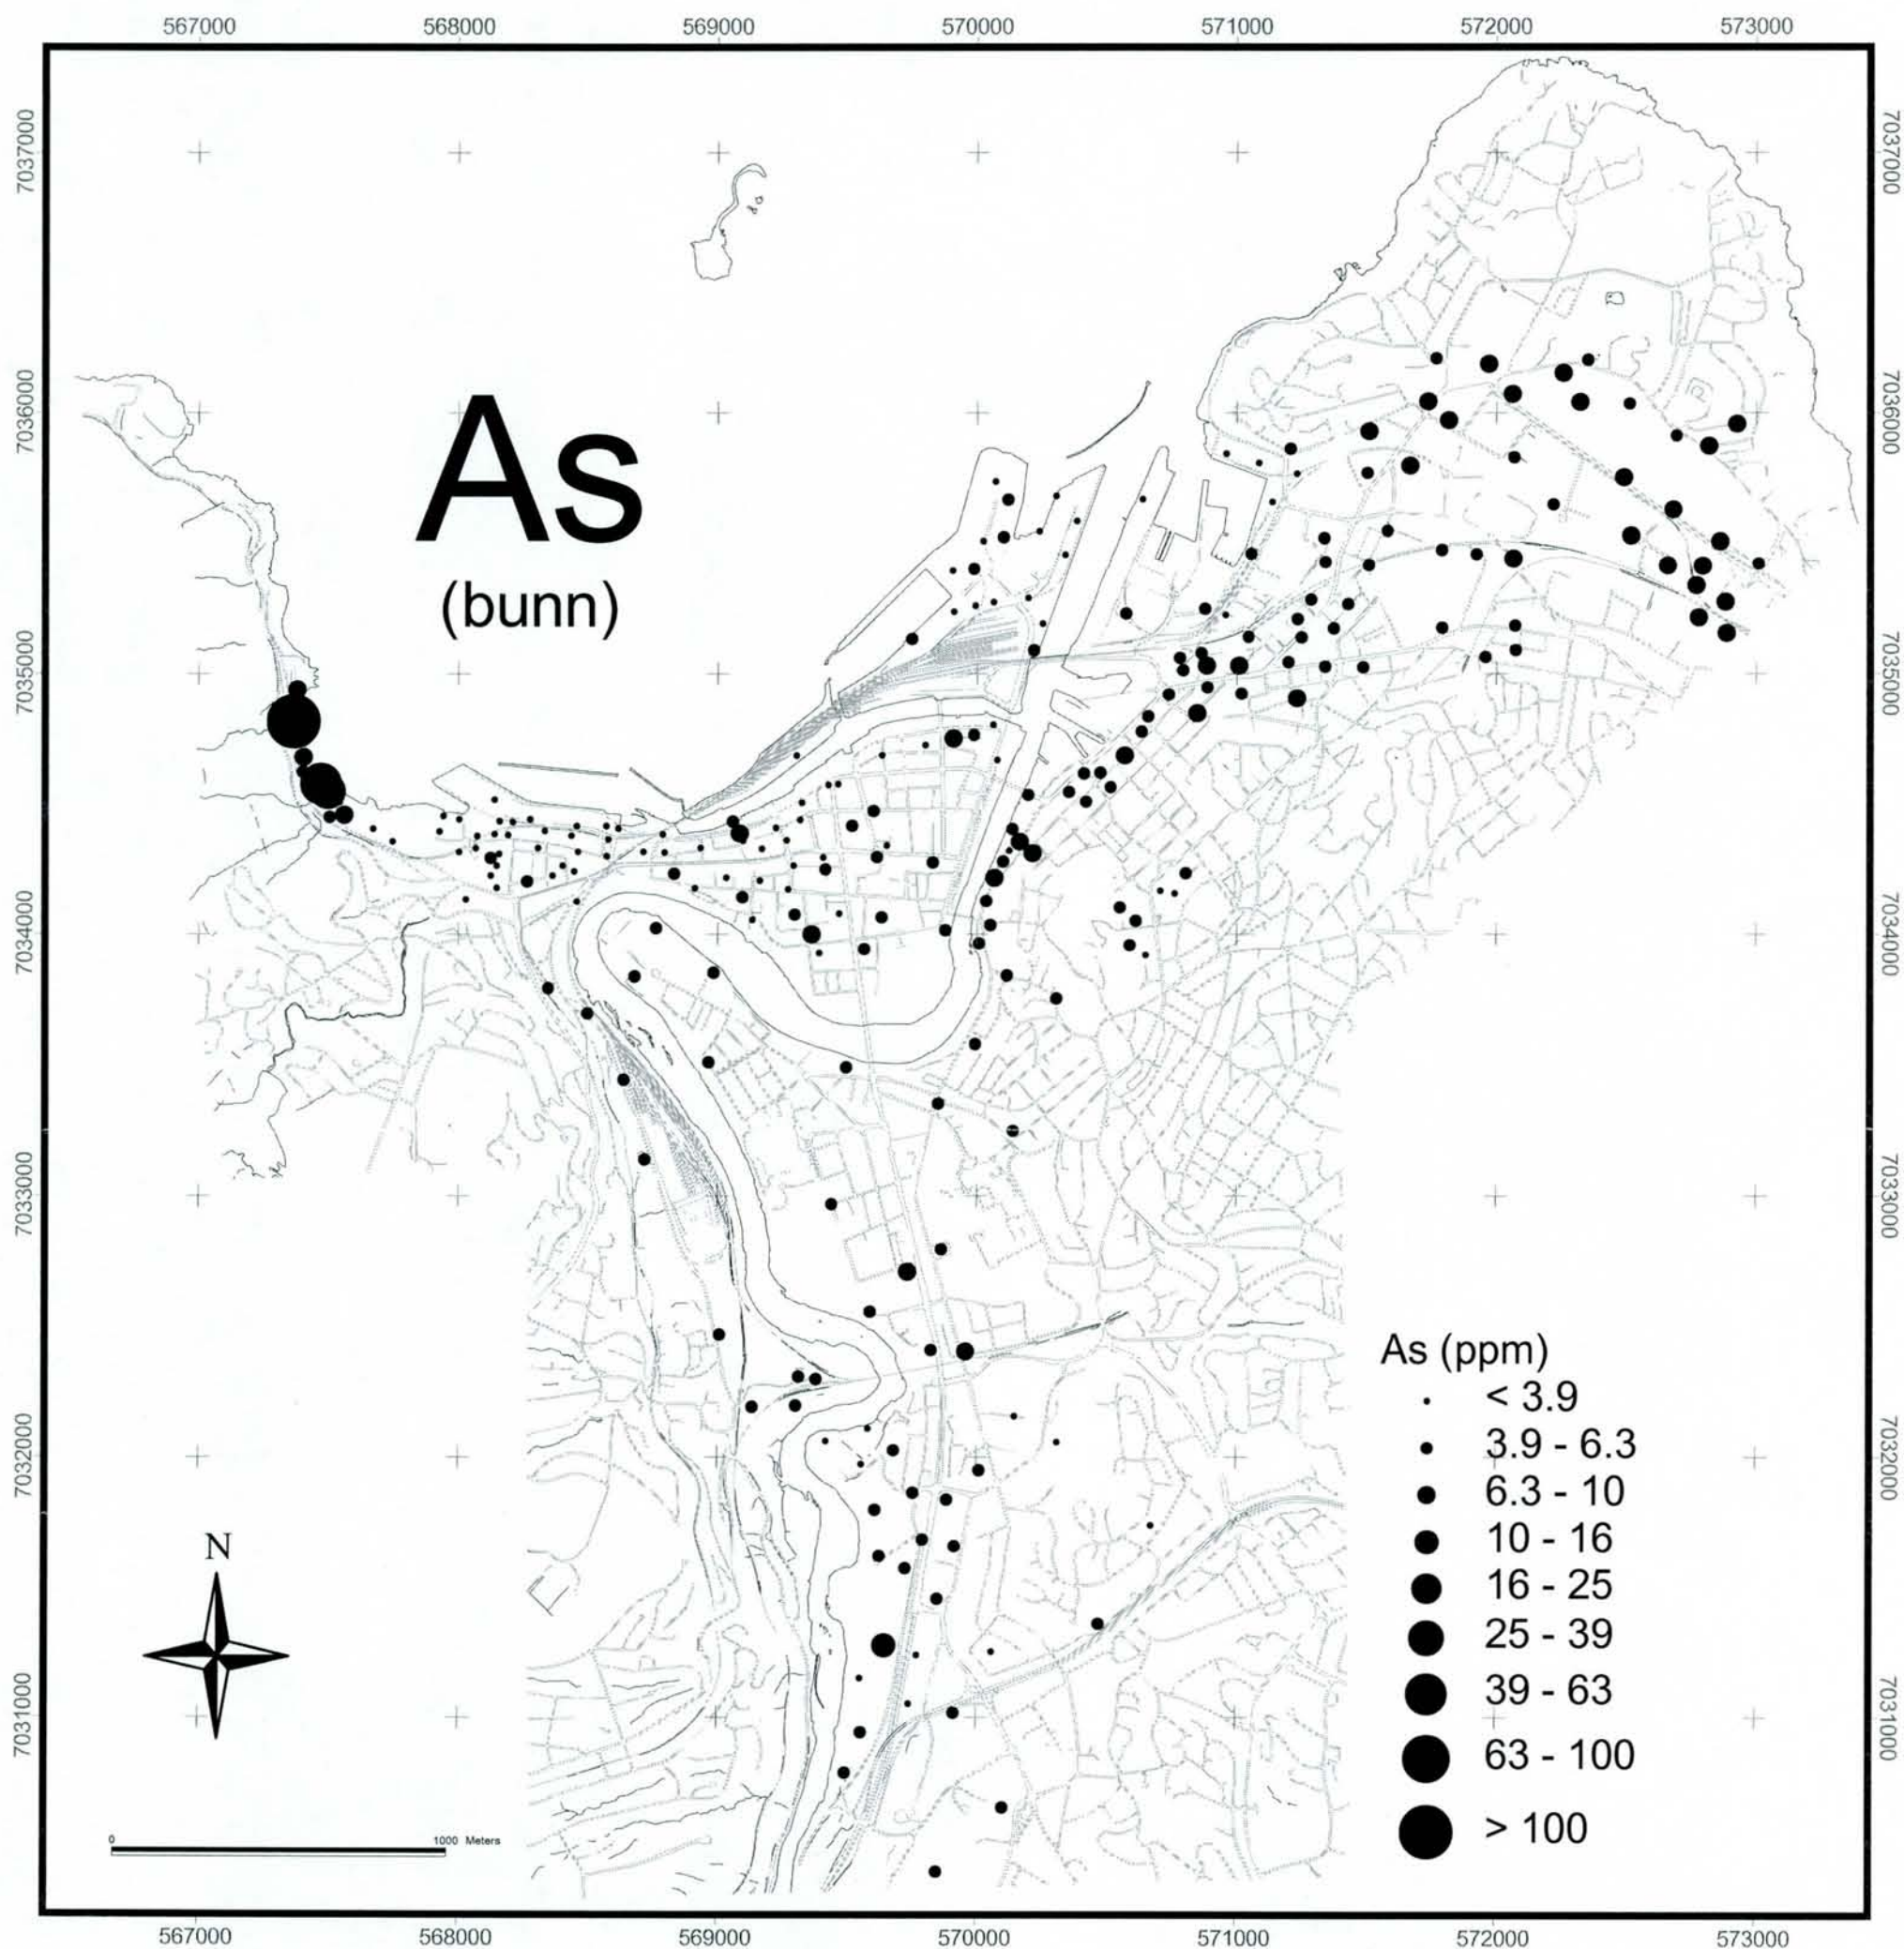 567000 568000 569000 570000 571000 572000 573000
7037000 7037000
7036000 7036000
As
(bunn)
7035000 7035000
7034000 7034000
7033000 7033000
As (ppm)
< 3.9
7032000 7032000
3.9 - 6.3
6.3 - 10
N
10 - 16
16 - 25
25 - 39
7031000 7031000
39 - 63
63 - 100
0 1000 Meters
> 100
567000 568000 569000 570000 571000 572000 573000